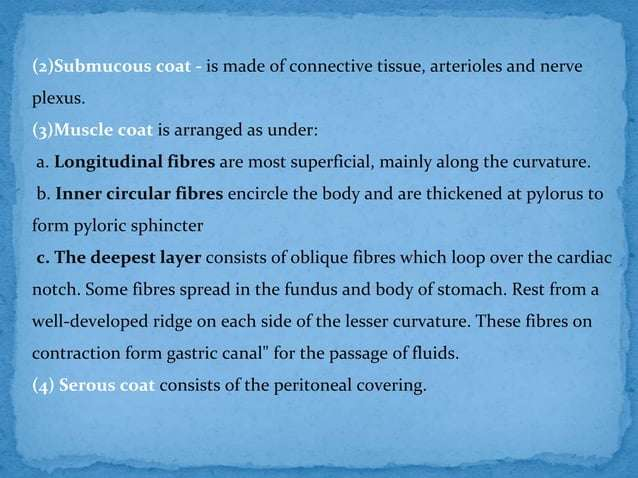 (2)Submucous coat - is made of connective tissue, arterioles and nerve
plexus.
(3)Muscle coat is arranged as under:
a. Longitudinal fibres are most superficial, mainly along the curvature.
b. Inner circular fibres encircle the body and are thickened at pylorus to
form pyloric sphincter
c. The deepest layer consists of oblique fibres which loop over the cardiac
notch. Some fibres spread in the fundus and body of stomach. Rest from a
well-developed ridge on each side of the lesser curvature. These fibres on
contraction form gastric canal" for the passage of fluids.
(4) Serous coat consists of the peritoneal covering.